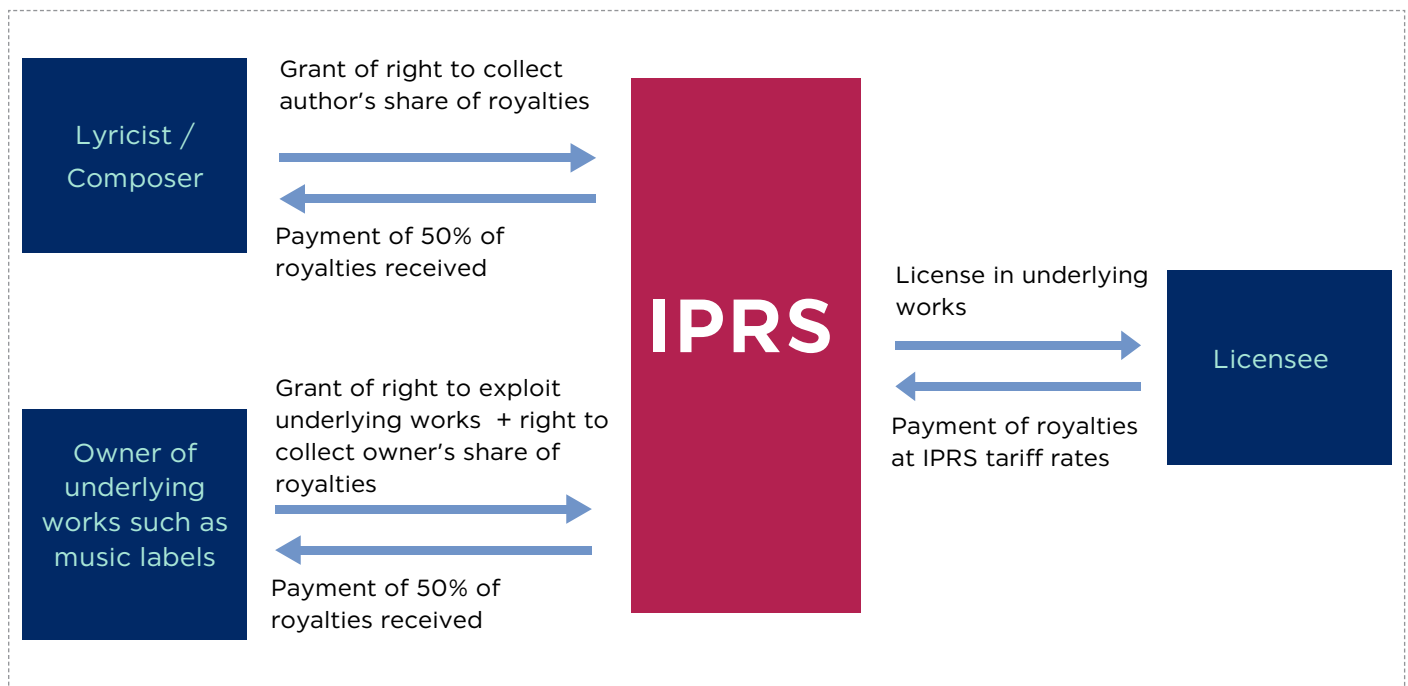 Lyricist /
Composer
Grant of right to collect
author's share of royalties
Payment of 50% of
royalties received
Owner of
underlying
works such as
music labels
Grant of right to exploit
underlying works + right to
collect owner's share of
royalties
Payment of 50% of
royalties received
IPRS
License in underlying
works
Payment of royalties
at IPRS tariff rates
Licensee